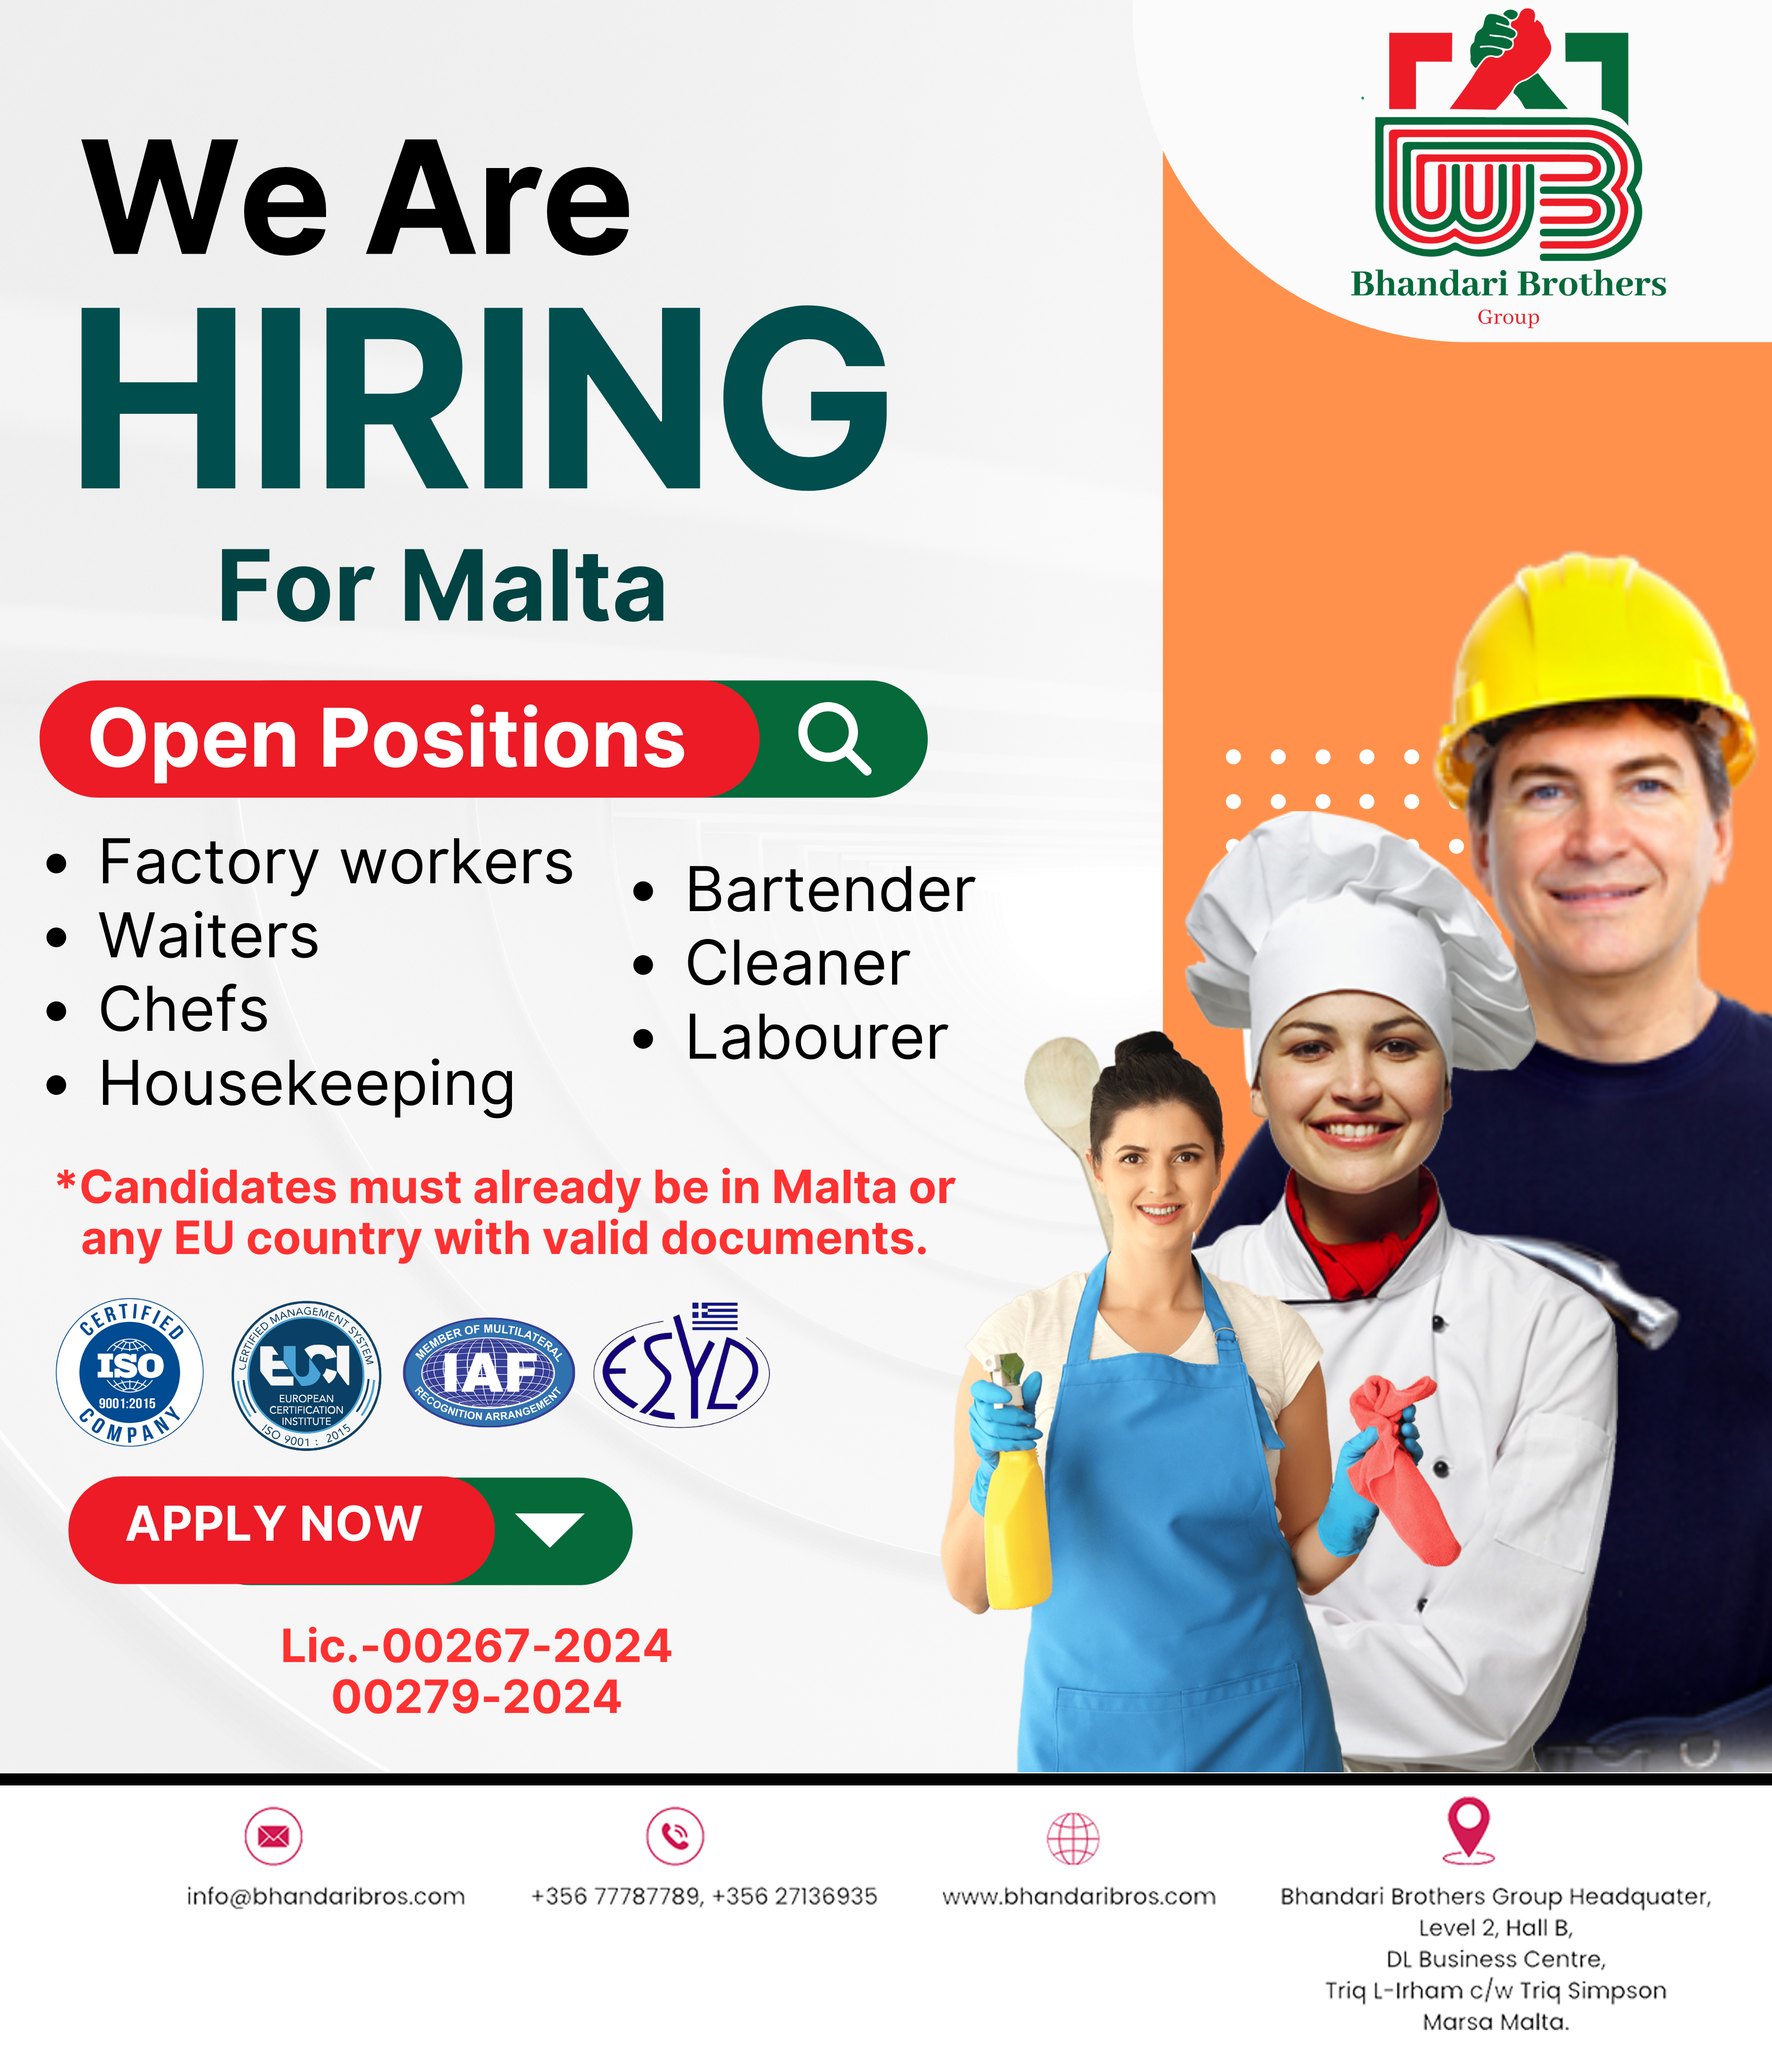 WB
Bhandari Brothers
Group
We Are
HIRING
For Malta
Open Positions
• Factory workers
• Waiters
• Chefs
• Housekeeping
• Bartender
• Cleaner
• Labourer
*Candidates must already be in Malta or
any EU country with valid documents.
CERTIFIED
ISO
9001:2015
COMPANY
CERTIFIED MANAGEMENT SYSTEM
EUCI
EUROPEAN
CERTIFICATION
INSTITUTE
ISO 9001 : 2015
MEMBER OF MULTILATERAL
IAF
RECOGNITION ARRANGEMENT
ESYD
APPLY NOW
Lic.-00267-2024
00279-2024
info@bhandaribros.com
+356 77787789, +356 27136935
www.bhandaribros.com
Bhandari Brothers Group Headquater,
Level 2, Hall B,
DL Business Centre,
Triq L-Irham c/w Triq Simpson
Marsa Malta.